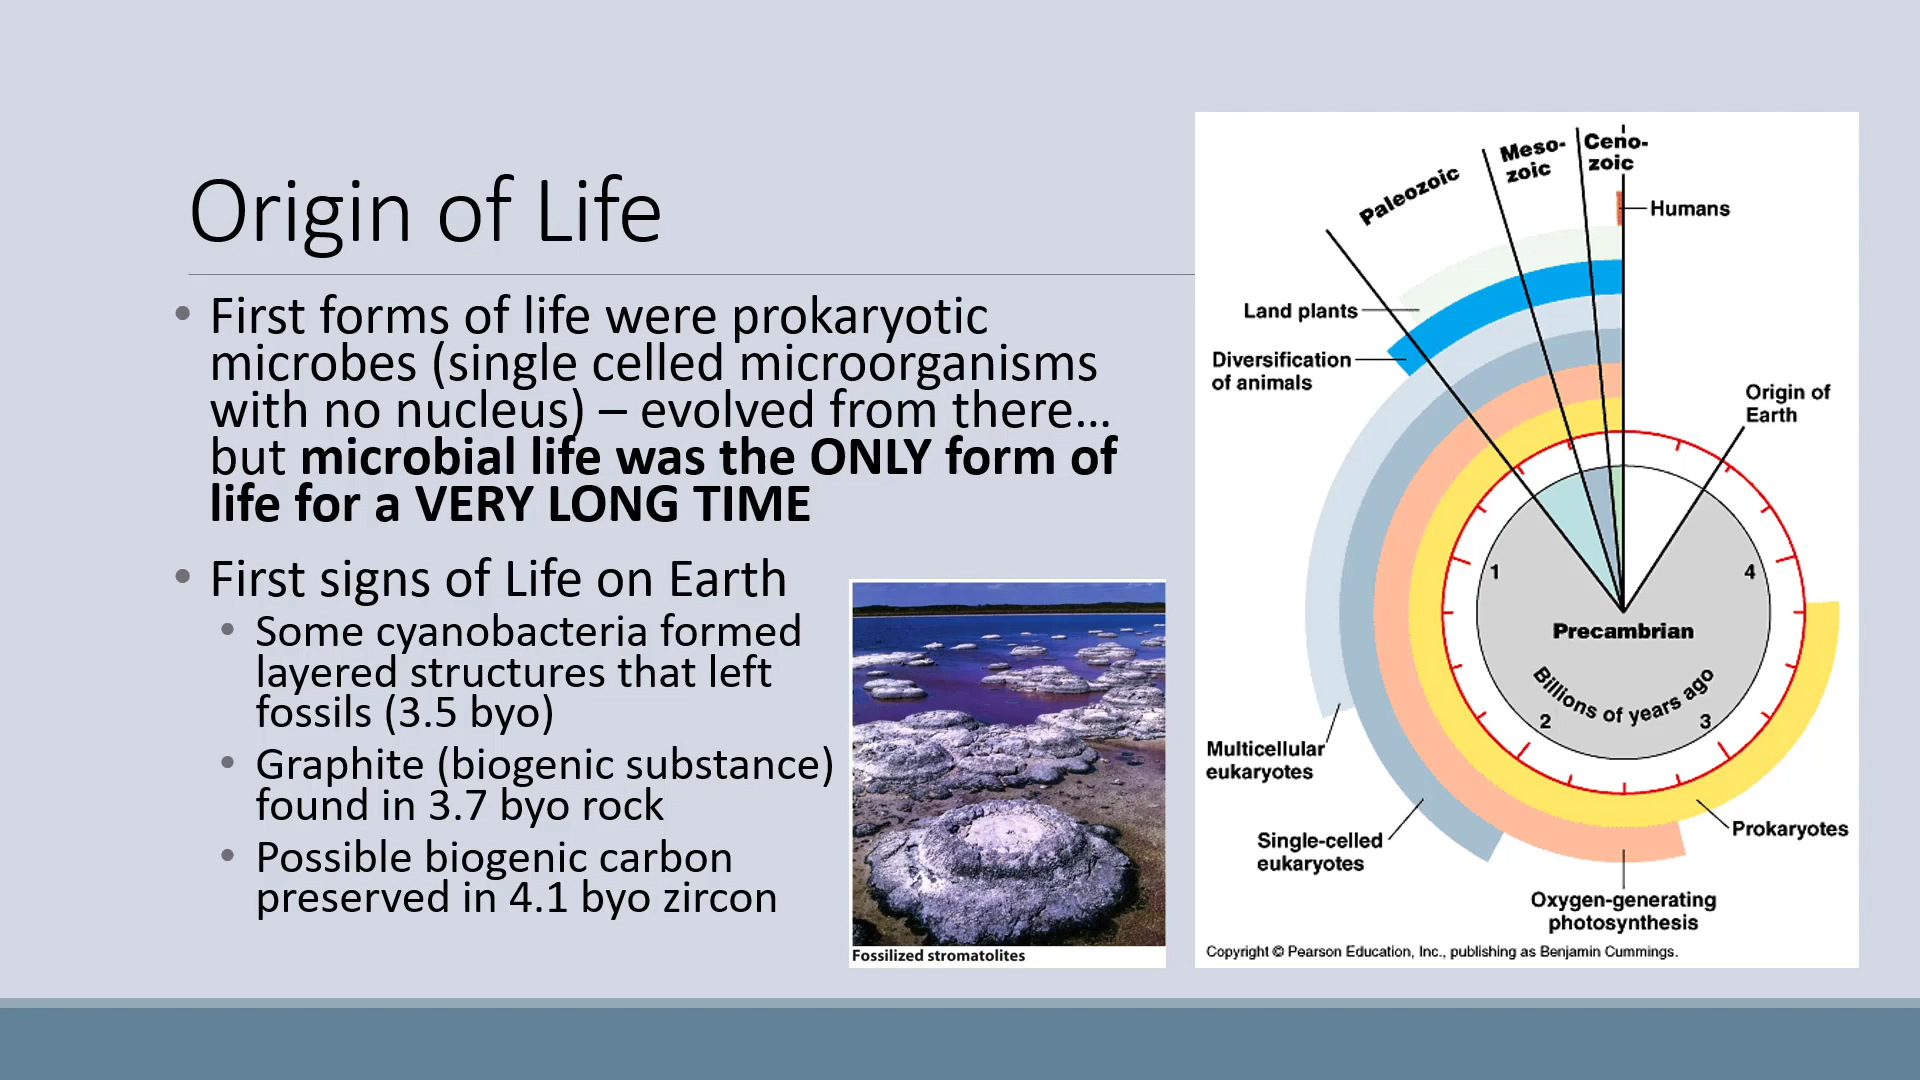 Origin of Life
• First forms of life were prokaryotic
microbes (single celled microorganisms
with no nucleus) – evolved from there…
but microbial life was the ONLY form of
life for a VERY LONG TIME
• First signs of Life on Earth
• Some cyanobacteria formed
layered structures that left
fossils (3.5 byo)
• Graphite (biogenic substance)
found in 3.7 byo rock
• Possible biogenic carbon
preserved in 4.1 byo zircon
Fossilized stromatolites
Paleozoic
Meso-
zoic
Ceno-
zoic
Humans
Land plants
Diversification
of animals
Origin of
Earth
1
4
Precambrian
Billions of years ago
2
3
Multicellular
eukaryotes
Single-celled
eukaryotes
Prokaryotes
Oxygen-generating
photosynthesis
Copyright © Pearson Education, Inc., publishing as Benjamin Cummings.